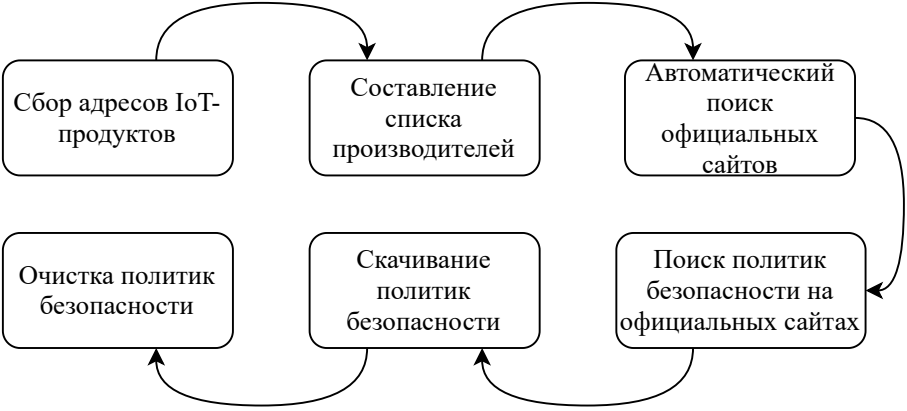 Сбор адресов IoT-
продуктов
Составление
списка
производителей
Автоматический
поиск
официальных
сайтов
Поиск политик
безопасности на
официальных сайтах
Скачивание
политик
безопасности
Очистка политик
безопасности